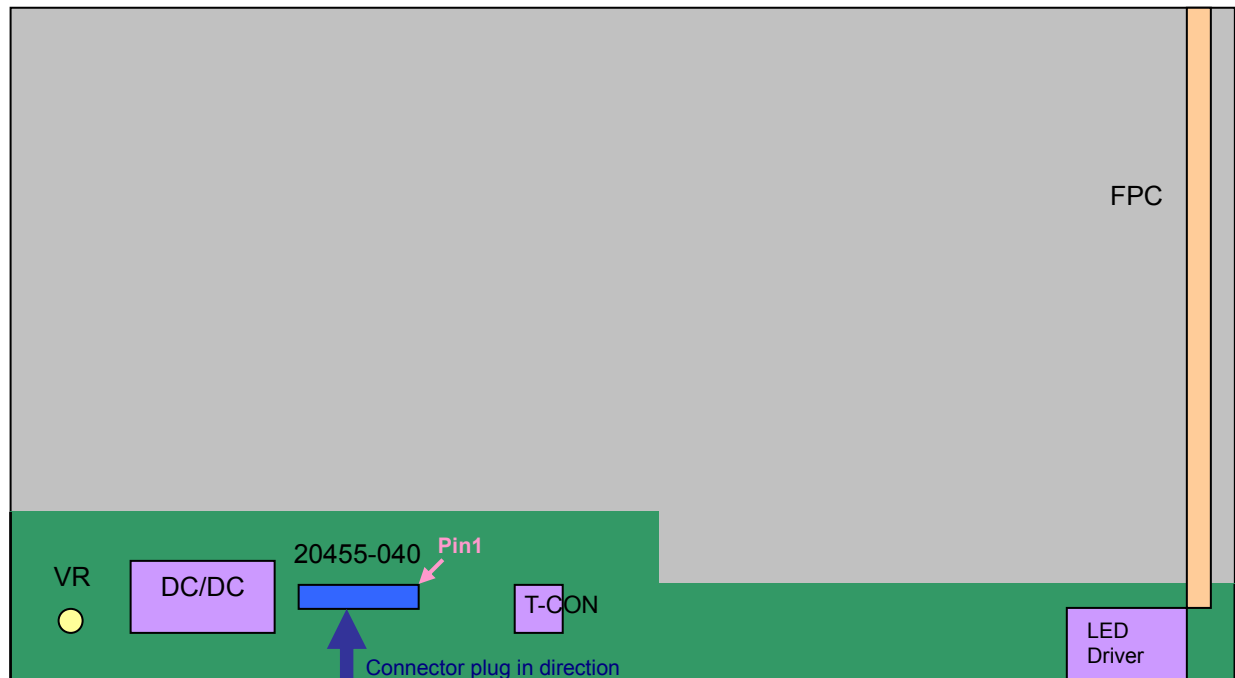 FPC
20455-040
Pin1
VR
DC/DC
T-CON
LED
Driver
Connector plug in direction